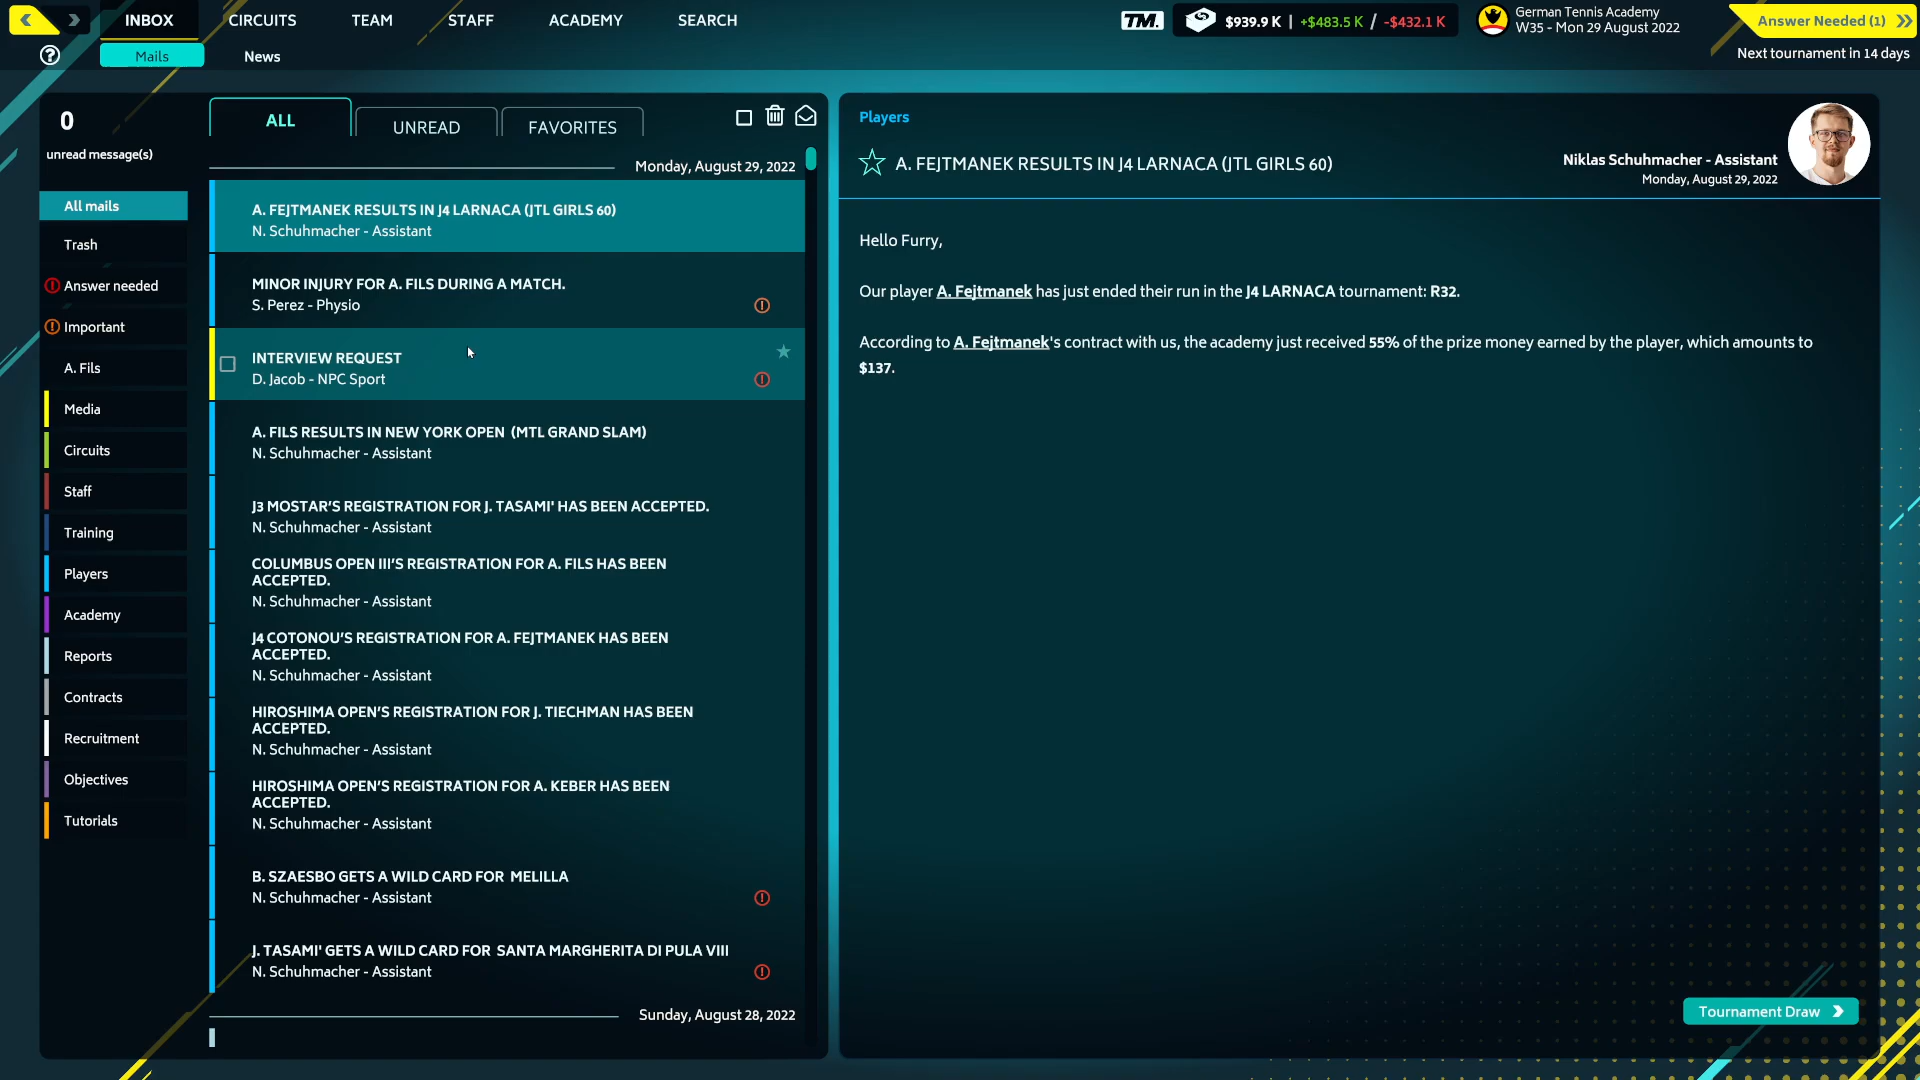 INBOX
CIRCUITS
TEAM
STAFF
ACADEMY
SEARCH
TM.
$939.9 K | +$483.5 K / -$432.1 K
German Tennis Academy
W35 - Mon 29 August 2022
Answer Needed (1)
Next tournament in 14 days
?
Mails
News
0
unread message(s)
All mails
Trash
Answer needed
Important
A. Fils
Media
Circuits
Staff
Training
Players
Academy
Reports
Contracts
Recruitment
Objectives
Tutorials
ALL
UNREAD
FAVORITES
Monday, August 29, 2022
A. FEJTMANEK RESULTS IN J4 LARNACA (JTL GIRLS 60)
N. Schuhmacher - Assistant
MINOR INJURY FOR A. FILS DURING A MATCH.
S. Perez - Physio
INTERVIEW REQUEST
D. Jacob - NPC Sport
A. FILS RESULTS IN NEW YORK OPEN (MTL GRAND SLAM)
N. Schuhmacher - Assistant
J3 MOSTAR'S REGISTRATION FOR J. TASAMI' HAS BEEN ACCEPTED.
N. Schuhmacher - Assistant
COLUMBUS OPEN III'S REGISTRATION FOR A. FILS HAS BEEN
ACCEPTED.
N. Schuhmacher - Assistant
J4 COTONOU'S REGISTRATION FOR A. FEJTMANEK HAS BEEN
ACCEPTED.
N. Schuhmacher - Assistant
HIROSHIMA OPEN'S REGISTRATION FOR J. TIECHMAN HAS BEEN
ACCEPTED.
N. Schuhmacher - Assistant
HIROSHIMA OPEN'S REGISTRATION FOR A. KEBER HAS BEEN
ACCEPTED.
N. Schuhmacher - Assistant
B. SZAESBO GETS A WILD CARD FOR MELILLA
N. Schuhmacher - Assistant
J. TASAMI' GETS A WILD CARD FOR SANTA MARGHERITA DI PULA VIII
N. Schuhmacher - Assistant
Sunday, August 28, 2022
Players
A. FEJTMANEK RESULTS IN J4 LARNACA (JTL GIRLS 60)
Niklas Schuhmacher - Assistant
Monday, August 29, 2022
Hello Furry,
Our player A. Fejtmanek has just ended their run in the J4 LARNACA tournament: R32.
According to A. Fejtmanek's contract with us, the academy just received 55% of the prize money earned by the player, which amounts to
$137.
Tournament Draw